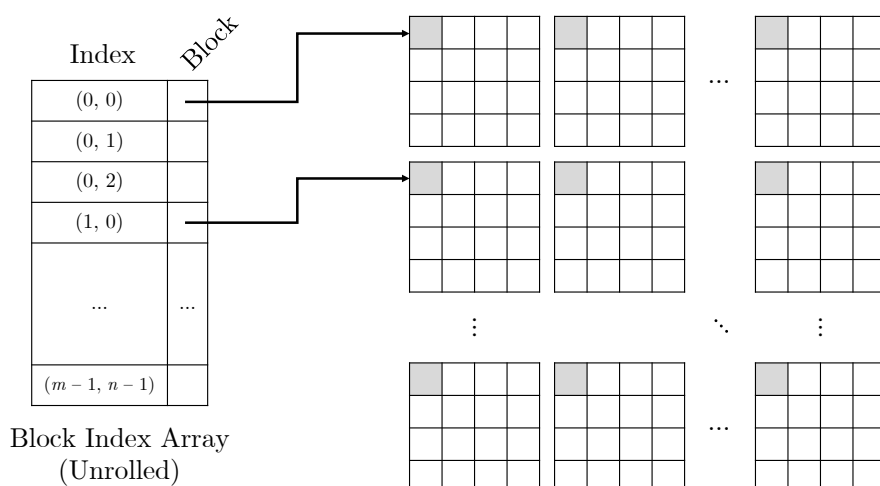 Index
Block
(0, 0)
(0, 1)
(0, 2)
(1, 0)
... ...
(m – 1, n – 1)
Block Index Array
(Unrolled)
...
⋮ ⋱ ⋮
...